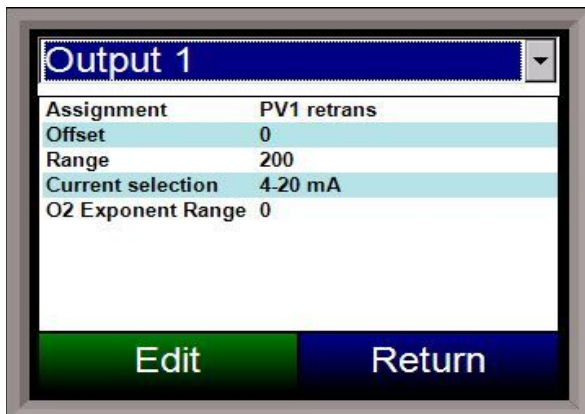 Output 1
Assignment PV1 retrans
Offset 0
Range 200
Current selection 4-20 mA
O2 Exponent Range 0
Edit Return